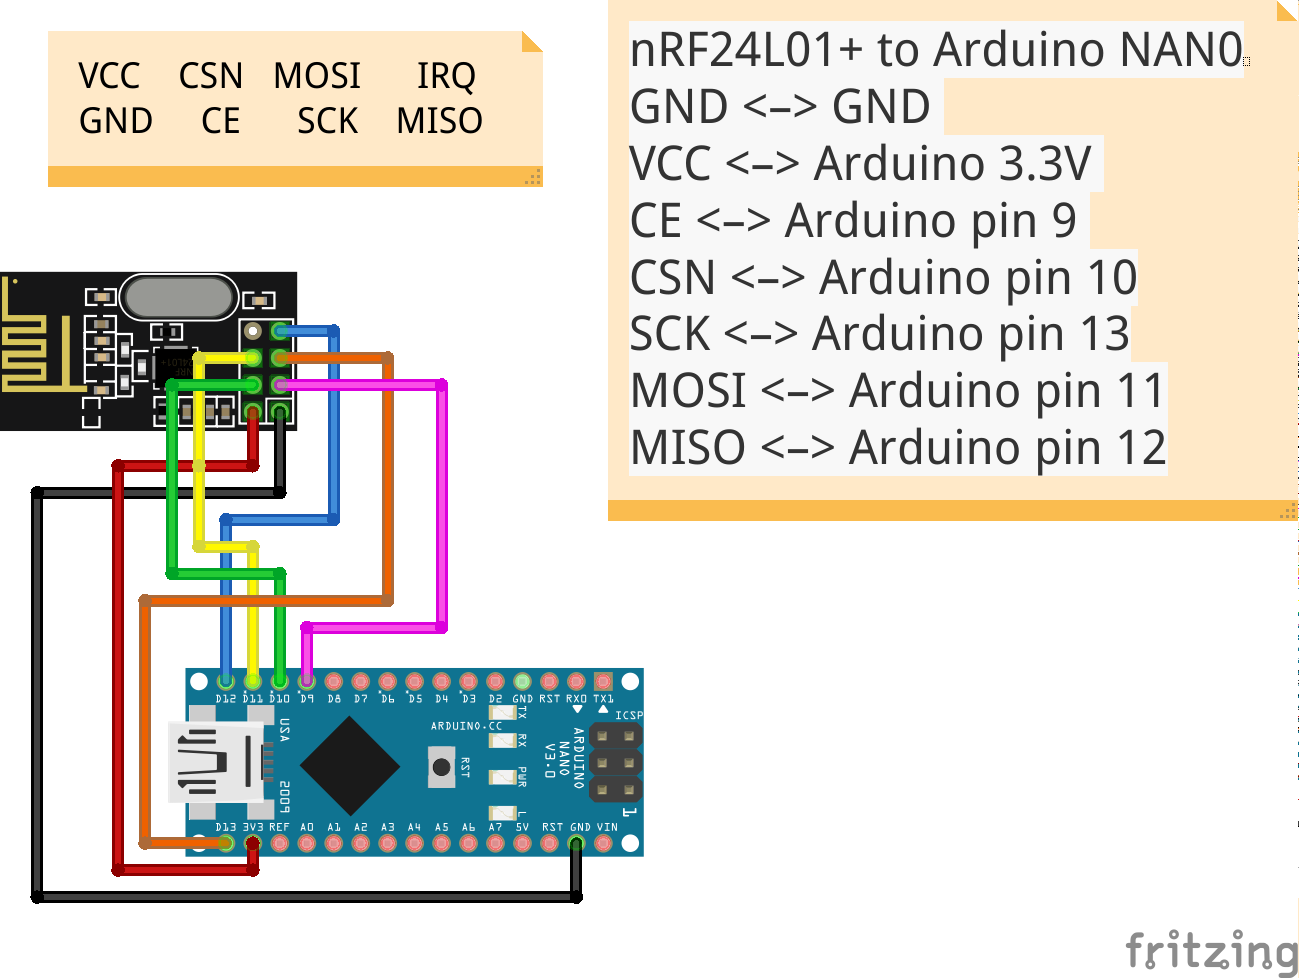 VCC CSN MOSI IRQ
GND CE SCK MISO
nRF24L01+ to Arduino NAN0
GND <–> GND
VCC <–> Arduino 3.3V
CE <–> Arduino pin 9
CSN <–> Arduino pin 10
SCK <–> Arduino pin 13
MOSI <–> Arduino pin 11
MISO <–> Arduino pin 12
D12 D11 D10 D9 D8 D7 D6 D5 D4 D3 D2 GND RST RX0 TX1
ICSP
USA
2009
ARDUINO.CC
RST
TX
RX
PWR
L
ARDUINO
NANO
V3.0
1
D13 3V3 REF A0 A1 A2 A3 A4 A5 A6 A7 5V RST GND VIN
fritzing